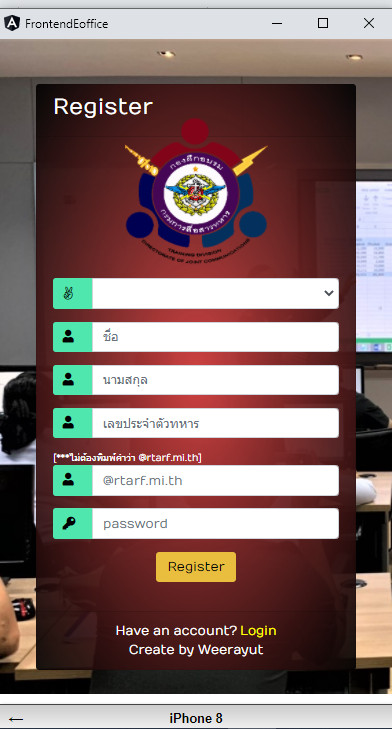 FrontendEoffice
Register
กองฝึกอบรม
กรมการสื่อสารทหาร
TRAINING DIVISION
DIRECTORATE OF JOINT COMMUNICATIONS
ชื่อ
นามสกุล
เลขประจำตัวทหาร
[***ไม่ต้องพิมพ์คำว่า @rtarf.mi.th]
@rtarf.mi.th
password
Register
Have an account? Login
Create by Weerayut
iPhone 8